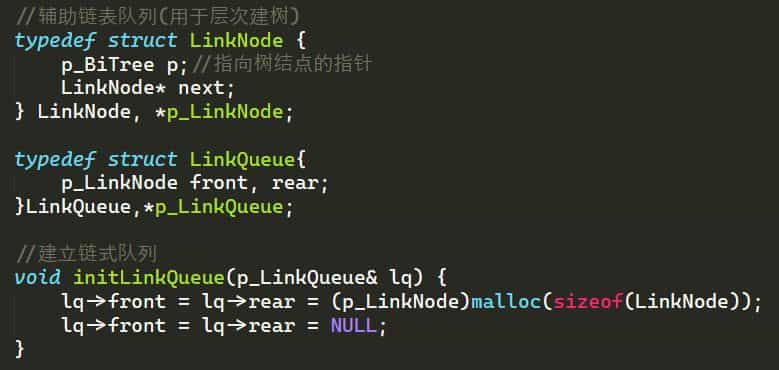 //辅助链表队列(用于层次建树)
typedef struct LinkNode {
    p_BiTree p;//指向树结点的指针
    LinkNode* next;
} LinkNode, *p_LinkNode;

typedef struct LinkQueue{
    p_LinkNode front, rear;
}LinkQueue,*p_LinkQueue;

//建立链式队列
void initLinkQueue(p_LinkQueue& lq) {
    lq->front = lq->rear = (p_LinkNode)malloc(sizeof(LinkNode));
    lq->front = lq->rear = NULL;
}